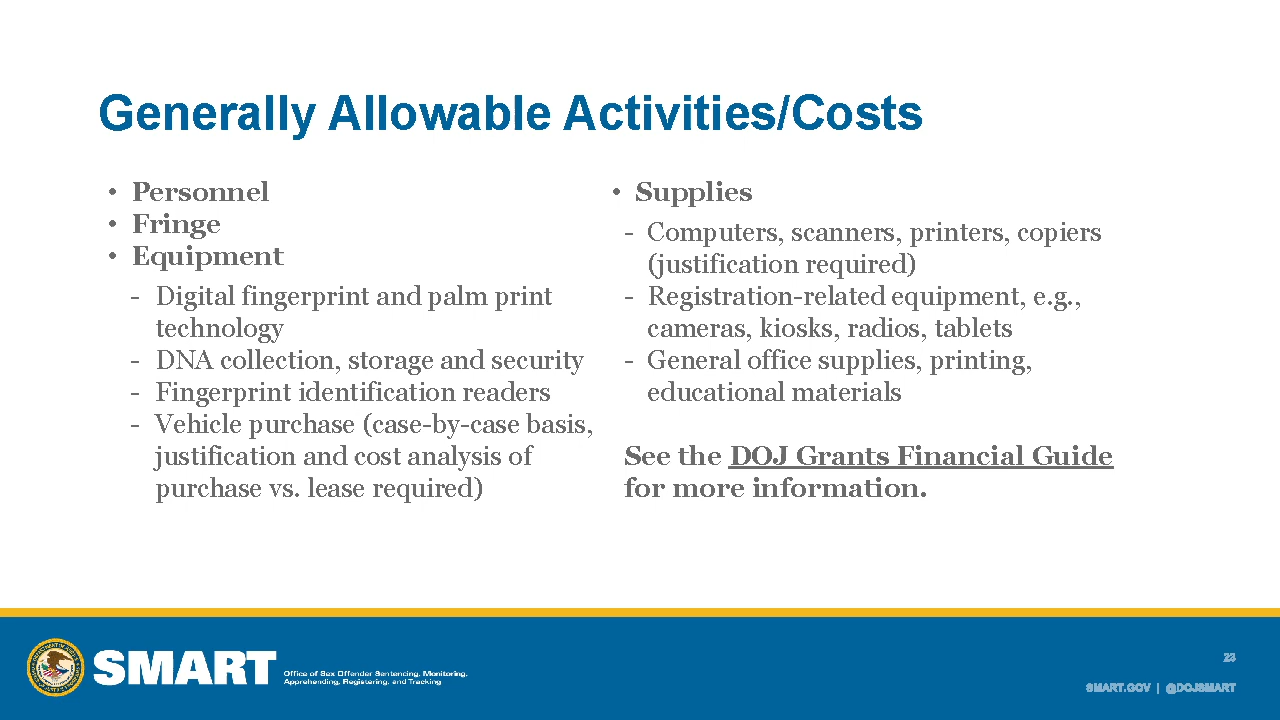 Generally Allowable Activities/Costs
• Personnel
• Fringe
• Equipment
- Digital fingerprint and palm print
technology
- DNA collection, storage and security
- Fingerprint identification readers
- Vehicle purchase (case-by-case basis,
justification and cost analysis of
purchase vs. lease required)
• Supplies
- Computers, scanners, printers, copiers
(justification required)
- Registration-related equipment, e.g.,
cameras, kiosks, radios, tablets
- General office supplies, printing,
educational materials
See the DOJ Grants Financial Guide
for more information.
SMART
Office of Sex Offender Sentencing, Monitoring,
Apprehending, Registering, and Tracking
23
SMART.GOV | @DOJSMART